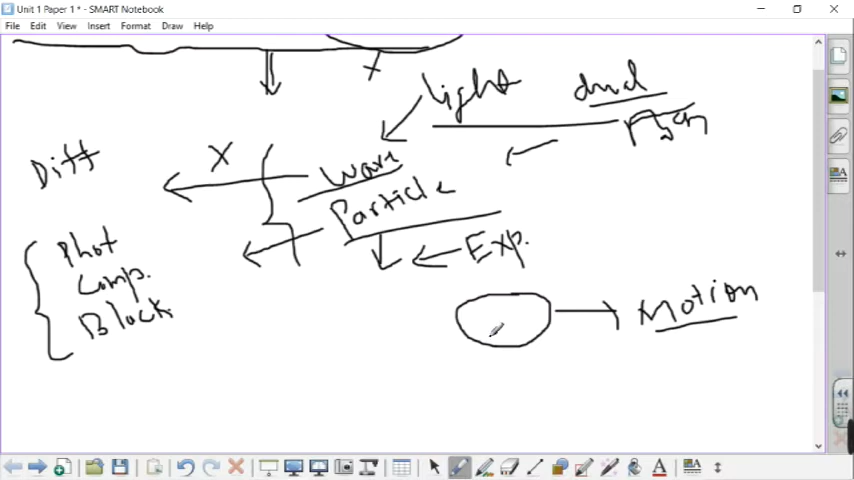 Unit 1 Paper 1 * - SMART Notebook
File Edit View Insert Format Draw Help
X
light dual
Diff X Wave
Particle
Phot
Comp.
Block
Exp.
Motion